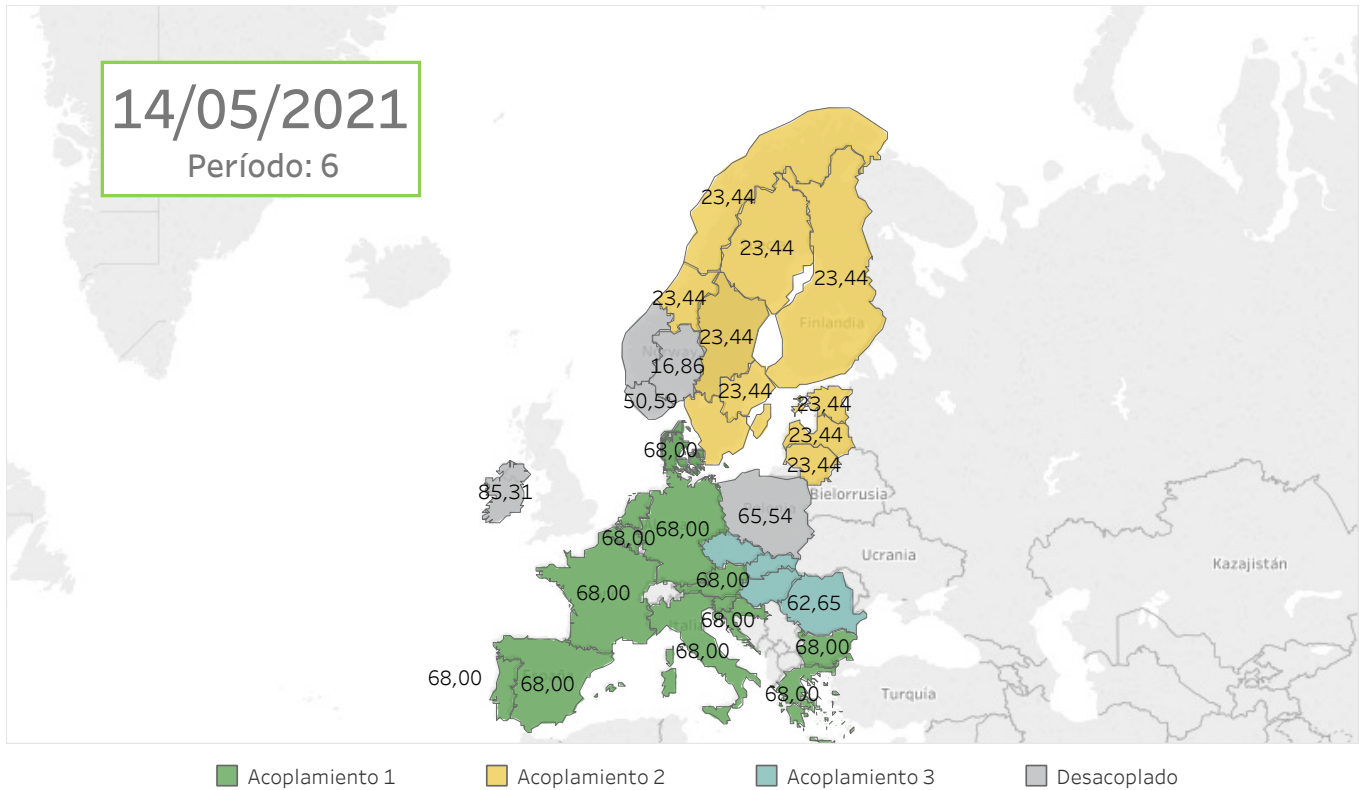 14/05/2021
Período: 6
23,44
23,44
23,44
23,44
Finlandia
23,44
Norway
16,86
23,44
50,59
23,44
23,44
68,00
23,44
85,31
Bielorrusia
65,54
68,00
68,00
Ucrania
Kazajistán
68,00
68,00
62,65
68,00
Italia
68,00
68,00
68,00
68,00
68,00
Turquía
Acoplamiento 1
Acoplamiento 2
Acoplamiento 3
Desacoplado